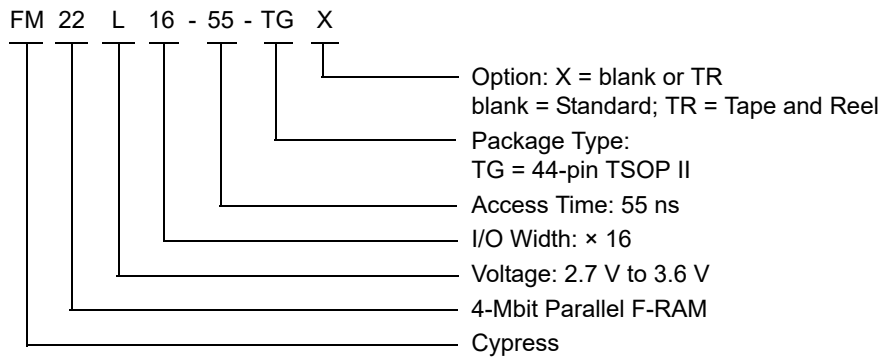 FM 22 L 16 - 55 - TG X
Option: X = blank or TR
blank = Standard; TR = Tape and Reel
Package Type:
TG = 44-pin TSOP II
Access Time: 55 ns
I/O Width: × 16
Voltage: 2.7 V to 3.6 V
4-Mbit Parallel F-RAM
Cypress